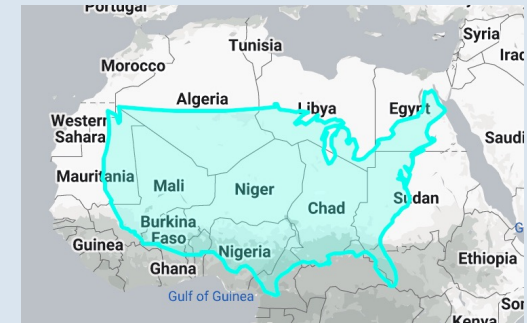 Portugal
Syria
Tunisia
Iraq
Morocco
Algeria
Libya
Egypt
Western
Sahara
Saudi
Mauritania
Mali
Niger
Chad
Sudan
Burkina
Faso
Nigeria
Guinea
Ghana
Ethiopia
Gulf of Guinea